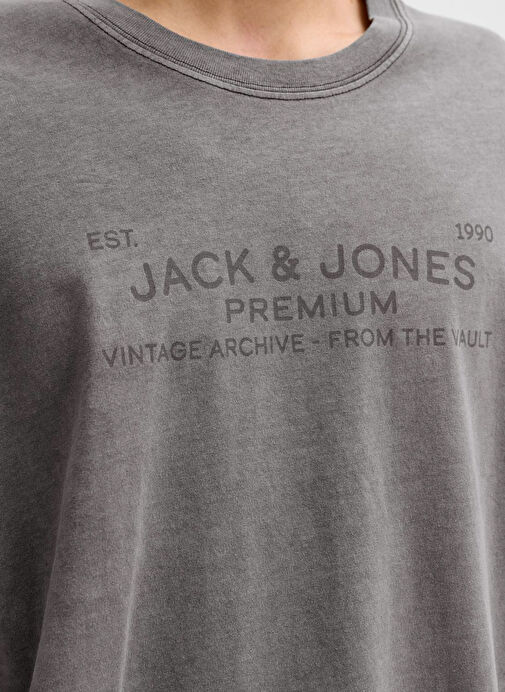 EST. 1990
JACK & JONES
PREMIUM
VINTAGE ARCHIVE - FROM THE VAULT